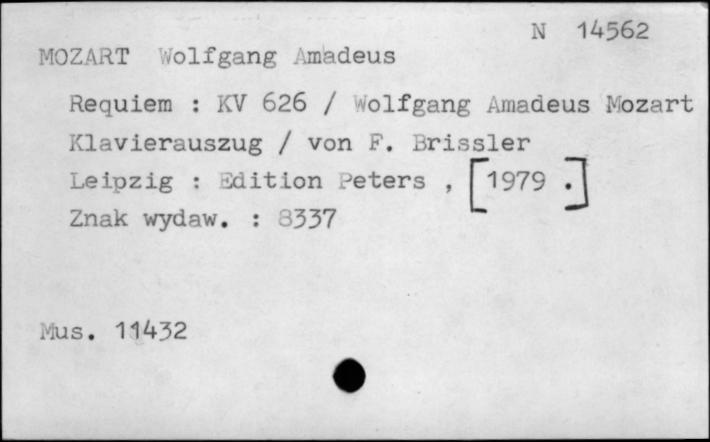 N 14562
MOZART Wolfgang Amadeus
Requiem : KV 626 / Wolfgang Amadeus Mozart
Klavierauszug / von F. Brissler
Leipzig : Edition Peters , [1979 .]
Znak wydaw. : 8337
Mus. 11432